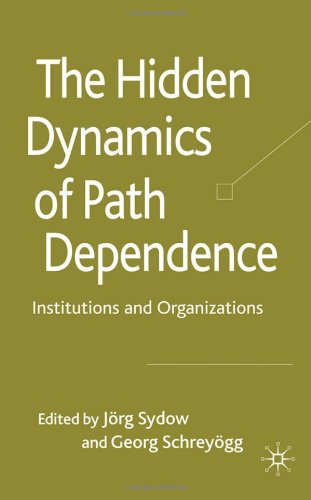 The Hidden
Dynamics
of Path
Dependence
Institutions and Organizations
Edited by Jörg Sydow
and Georg Schreyögg